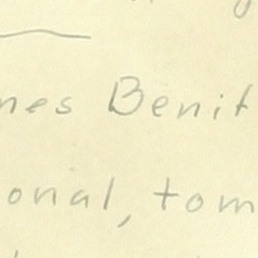 nes Benit
onal, tom